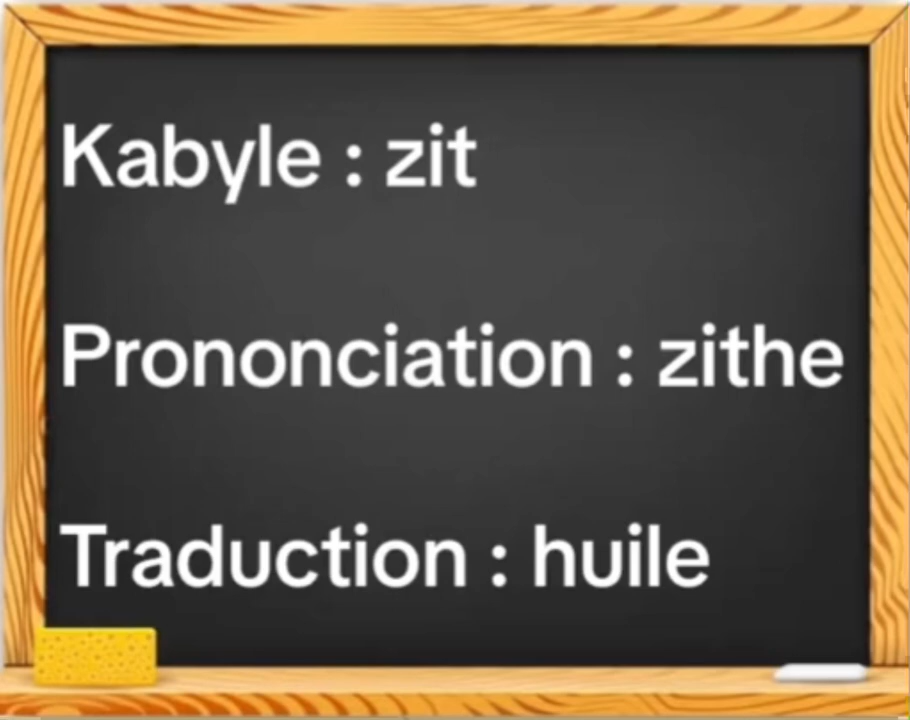 Kabyle : zit
Prononciation : zithe
Traduction : huile